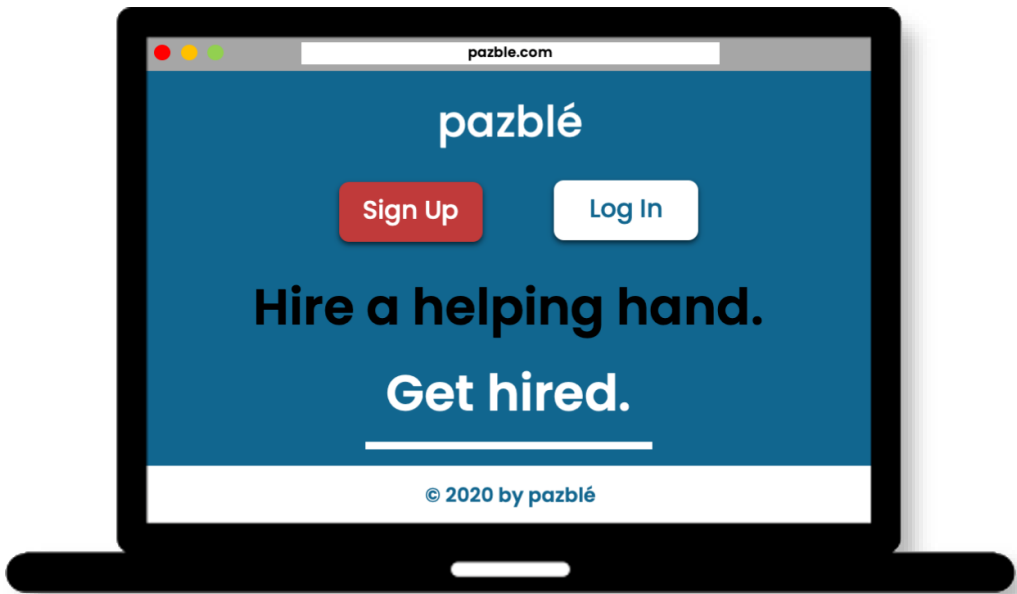 pazble.com
pazblé
Sign Up Log In
Hire a helping hand.
Get hired.
© 2020 by pazblé